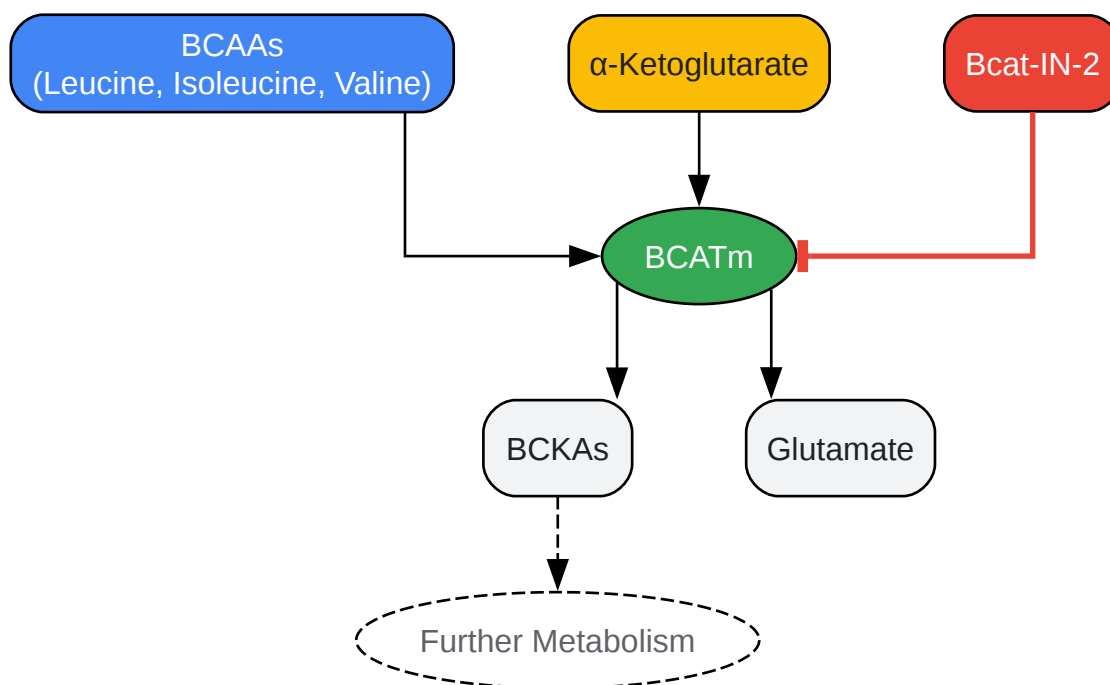 BCAAs
(Leucine, Isoleucine, Valine)
α-Ketoglutarate
Bcat-IN-2
BCATm
BCKAs
Glutamate
Further Metabolism